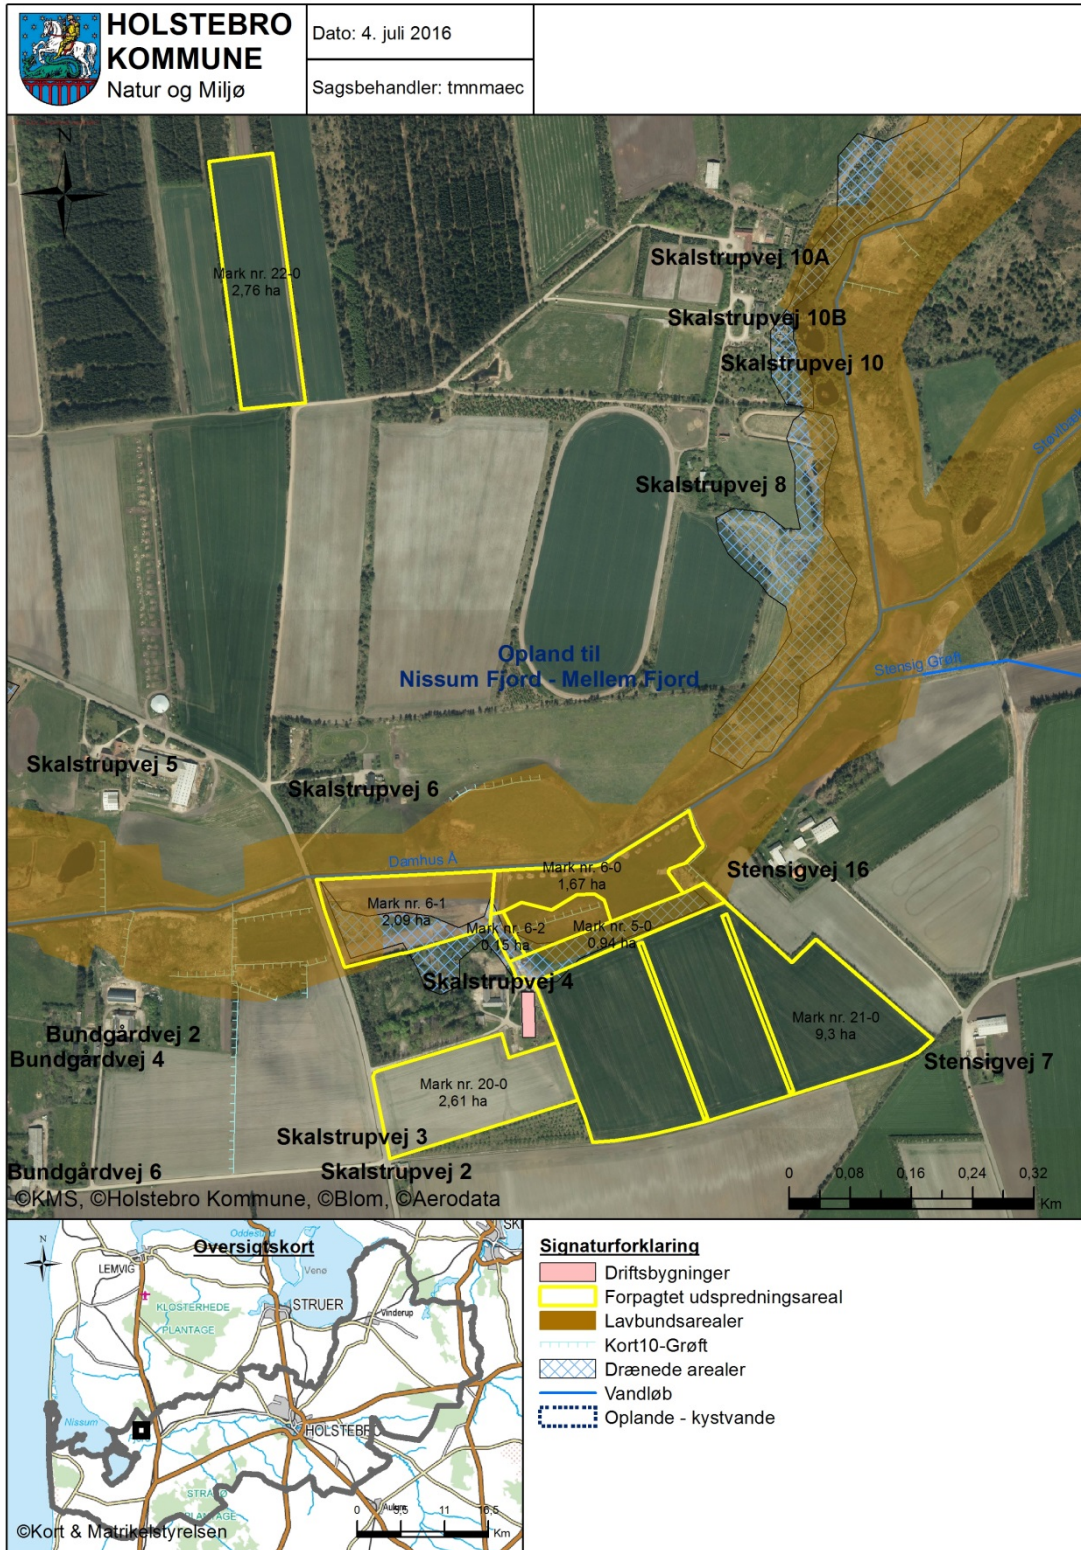 HOLSTEBRO
KOMMUNE
Natur og Miljø
Dato: 4. juli 2016
Sagsbehandler: tmnmaec
N
Mark nr. 22-0
2,76 ha
Skalstrupvej 10A
Skalstrupvej 10B
Skalstrupvej 10
Skalstrupvej 8
Opland til
Nissum Fjord - Mellem Fjord
Stensig Grøft
Skalstrupvej 5
Skalstrupvej 6
Damhus Å
Mark nr. 6-0
1,67 ha
Stensigvej 16
Mark nr. 6-1
2,09 ha
Mark nr. 6-2
0,15 ha
Mark nr. 5-0
0,94 ha
Skalstrupvej 4
Mark nr. 21-0
9,3 ha
Bundgårdvej 2
Bundgårdvej 4
Stensigvej 7
Mark nr. 20-0
2,61 ha
Skalstrupvej 3
Bundgårdvej 6
Skalstrupvej 2
0 0,08 0,16 0,24 0,32
Km
©KMS, ©Holstebro Kommune, ©Blom, ©Aerodata
Oversigtskort
N
Oddesund
LEMVIG
Venø
KLOSTERHEDE
PLANTAGE
STRUER
Vinderup
Nissum
HOLSTEBRO
PLANTAGE
0 5,5 11 16,5
Km
©Kort & Matrikelstyrelsen
Signaturforklaring
Driftsbygninger
Forpagtet udspredningsareal
Lavbundsarealer
Kort10-Grøft
Drænede arealer
Vandløb
Oplande - kystvande